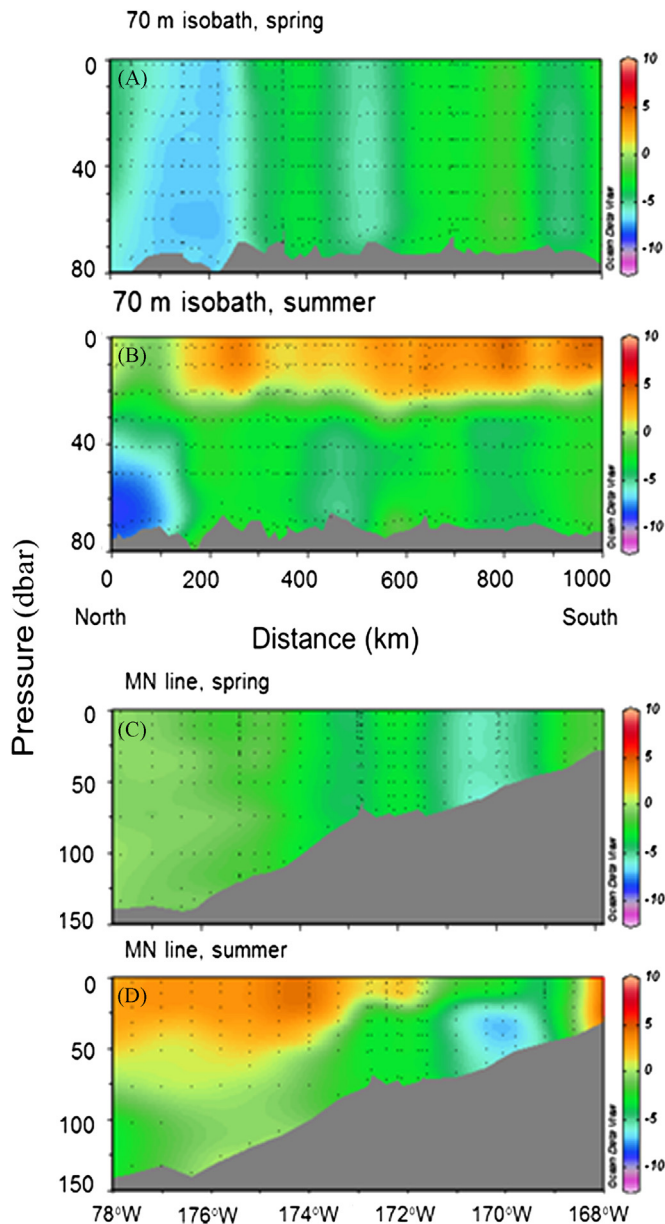 70 m isobath, spring
(A)
0
40
80
10
5
0
-5
-10
Ocean Data View
70 m isobath, summer
(B)
0
40
80
10
5
0
-5
-10
Ocean Data View
0 200 400 600 800 1000
North South
Distance (km)
Pressure (dbar)
MN line, spring
(C)
0
50
100
150
10
5
0
-5
-10
Ocean Data View
MN line, summer
(D)
0
50
100
150
10
5
0
-5
-10
Ocean Data View
78°W 176°W 174°W 172°W 170°W 168°W